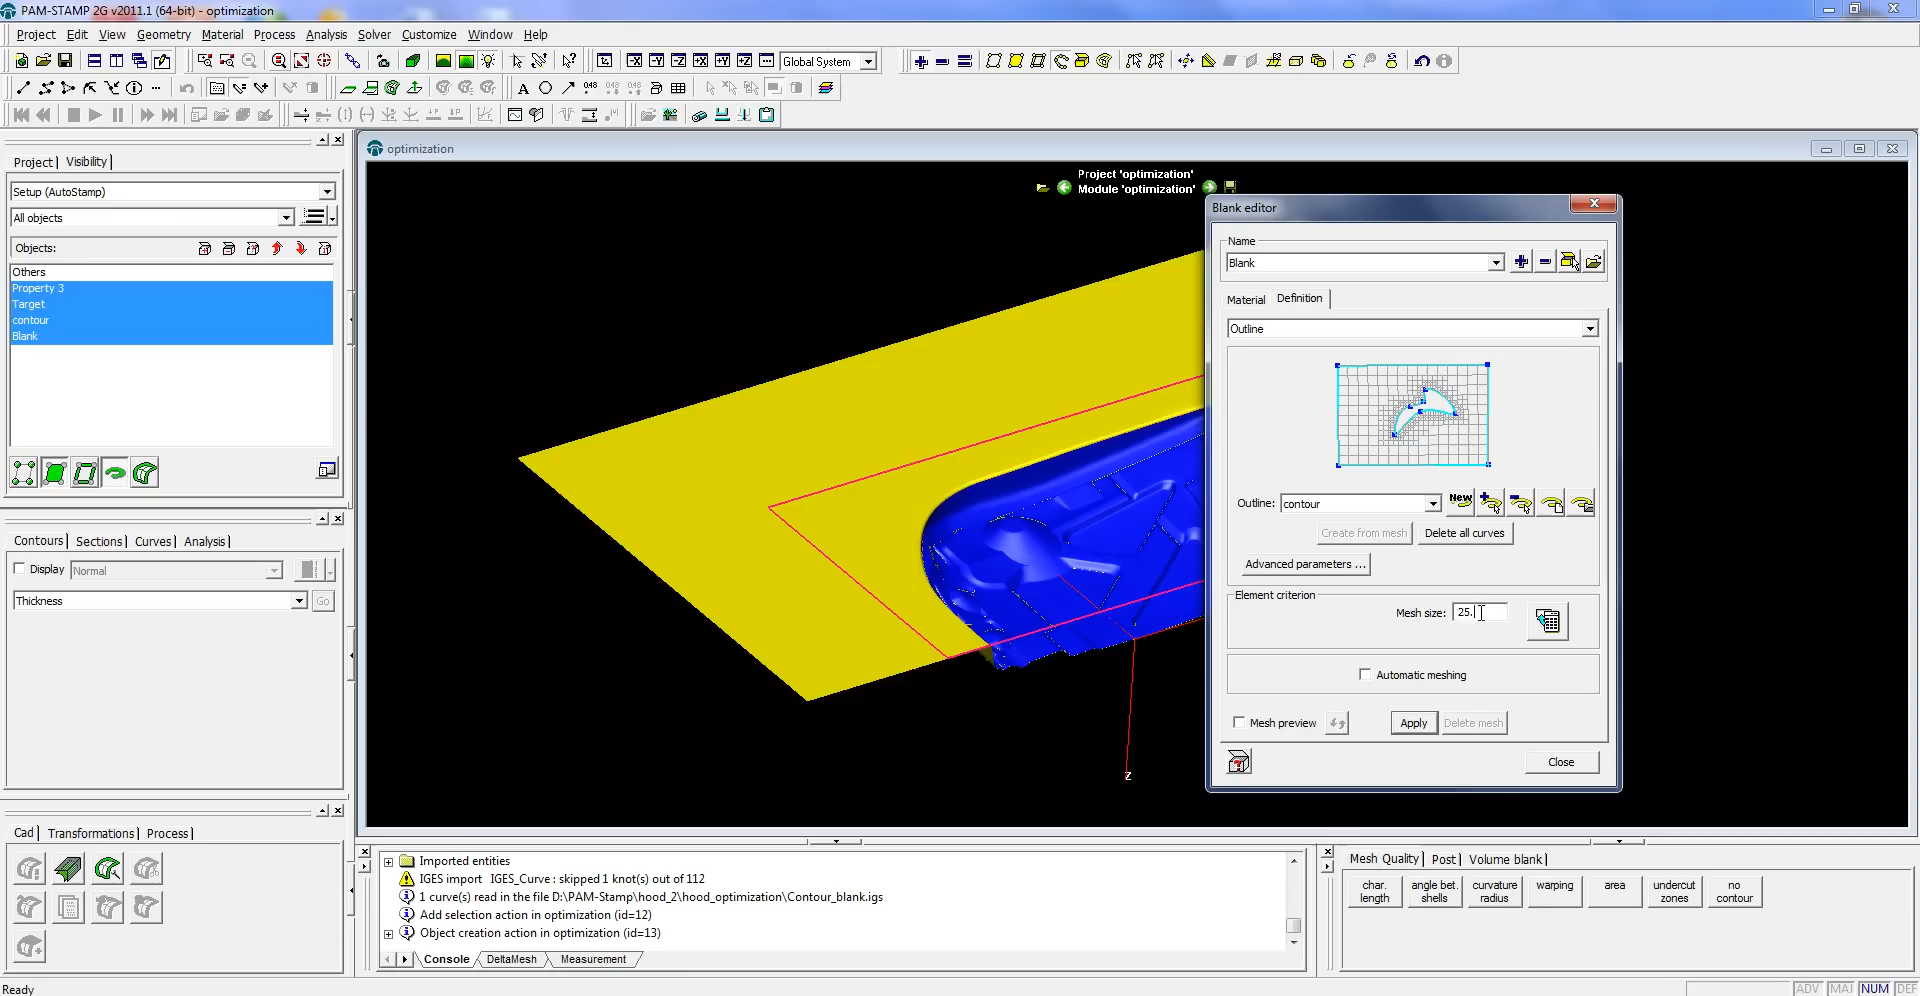 PAM-STAMP 2G v2011.1 (64-bit) - optimization
Project Edit View Geometry Material Process Analysis Solver Customize Window Help
Global System
Project Visibility
Setup (AutoStamp)
All objects
Objects:
Others
Property 3
Target
contour
Blank
Contours Sections Curves Analysis
Display Normal
Thickness Go
Cad Transformations Process
optimization
Project 'optimization'
Module 'optimization'
Z
Blank editor
Name
Blank
Material Definition
Outline
Outline: contour New
Create from mesh Delete all curves
Advanced parameters ...
Element criterion
Mesh size: 25.
Automatic meshing
Mesh preview Apply Delete mesh
Close
Imported entities
IGES import IGES_Curve : skipped 1 knot(s) out of 112
1 curve(s) read in the file D:\PAM-Stamp\hood_2\hood_optimization\Contour_blank.igs
Add selection action in optimization (id=12)
Object creation action in optimization (id=13)
Console DeltaMesh Measurement
Mesh Quality Post Volume blank
char. length
angle bet. shells
curvature radius
warping
area
undercut zones
no contour
Ready
ADV MAJ NUM DEF